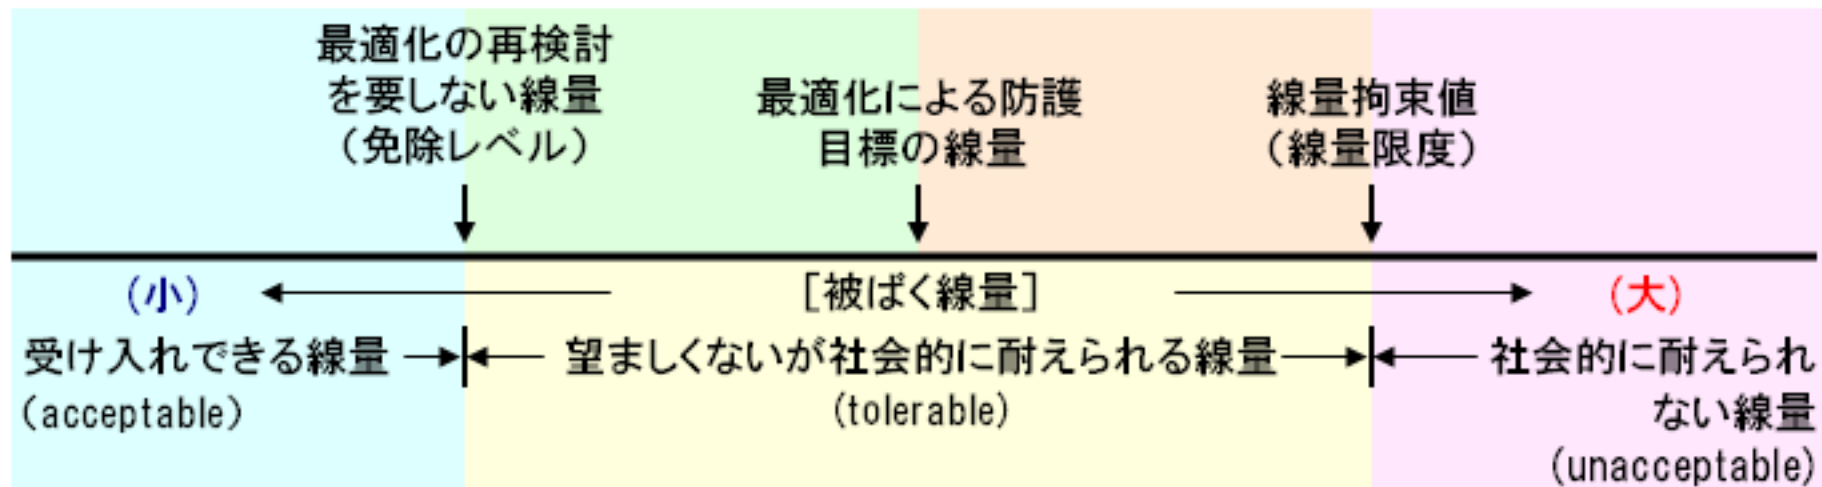 最適化の再検討
を要しない線量
（免除レベル）
最適化による防護
目標の線量
線量拘束値
（線量限度）
（小）
［被ばく線量］
（大）
受け入れできる線量
（acceptable）
望ましくないが社会的に耐えられる線量
（tolerable）
社会的に耐えられ
ない線量
（unacceptable）